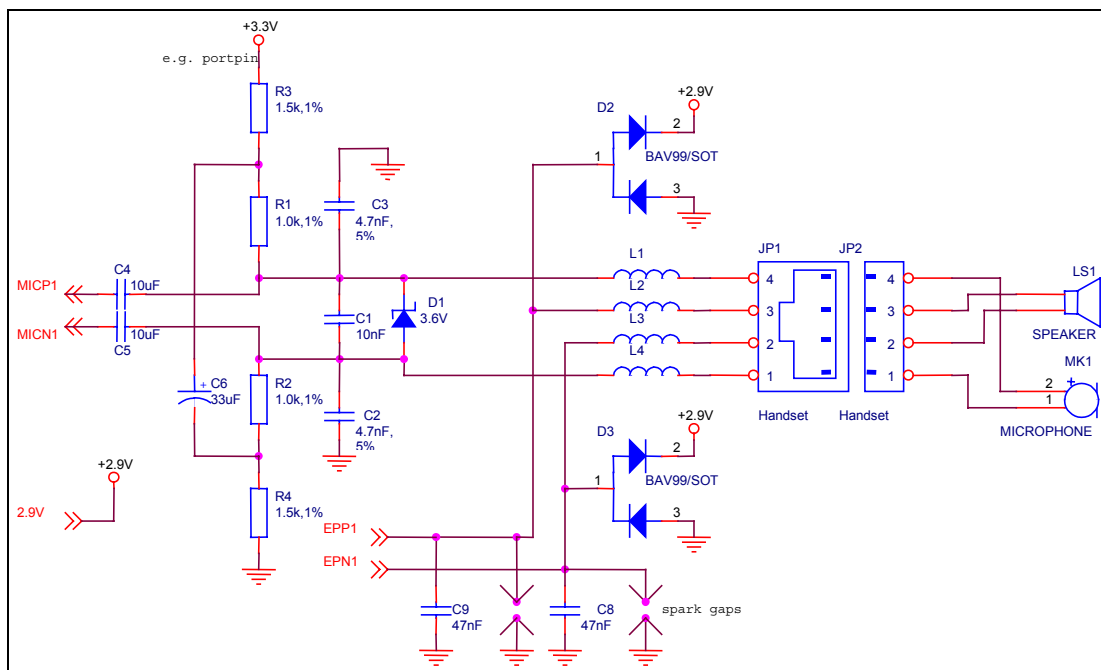 +3.3V
e.g. portpin
R3
1.5k,1%
R1
1.0k,1%
C3
4.7nF,
5%
D2
+2.9V
2
1
BAV99/SOT
3
MICP1
C4
10uF
MICN1
10uF
C5
C1
10nF
D1
3.6V
L1
L2
L3
L4
JP1
JP2
4
3
2
1
4
3
2
1
Handset
Handset
LS1
SPEAKER
MK1
2
+
1
MICROPHONE
C6
+
33uF
R2
1.0k,1%
C2
4.7nF,
5%
D3
+2.9V
2
1
BAV99/SOT
3
+2.9V
2.9V
R4
1.5k,1%
EPP1
EPN1
C9
47nF
C8
47nF
spark gaps